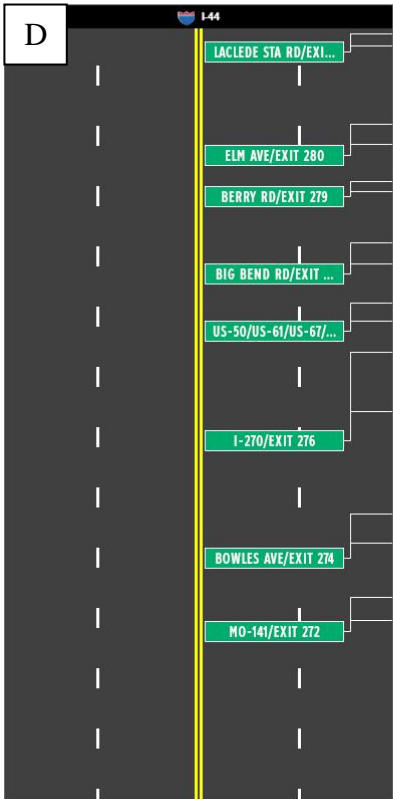 D
I-44
LACLEDE STA RD/EXI...
ELM AVE/EXIT 280
BERRY RD/EXIT 279
BIG BEND RD/EXIT ...
US-50/US-61/US-67/...
I-270/EXIT 276
BOWLES AVE/EXIT 274
MO-141/EXIT 272